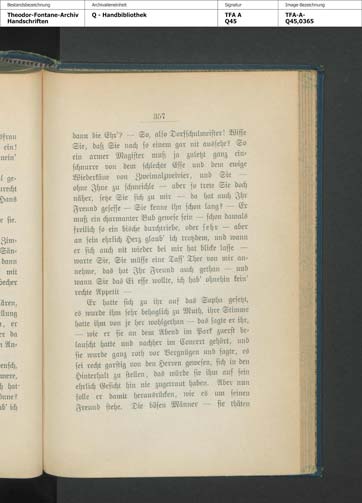 Bestandsbezeichnung
Archivalieneinheit
Signatur
Image-Bezeichnung
Theodor-Fontane-Archiv
Handschriften
Q - Handbibliothek
TFA A
Q45
TFA-A-
Q45,0365
357
dann die Ehr'? — So, also Dorfschulmeister! Wisse
Sie, daß Sie nach so einem gar nit aussehe? So
ein armer Magister muß ja zuletzt ganz ein-
schnurre von dem schlechte Esse und dem ewige
Wiederkäue von Zweimalzweivier, und Sie —
ohne Ihne zu schmeichle — aber so trete Sie doch
näher, setze Sie sich zu mir — da hat auch Ihr
Freund gesesse — Sie kenne ihn schon lang? — Er
muß ein charmanter Bub gewese sein — schon damals
freilich so ein bische durchtriebe, oder sehr — aber
an sein ehrlich Herz glaub' ich trotzdem, und wann
er sich auch nit wieder bei mir hat blicke lasse —
warte Sie, Sie müsse eine Tass' Thee von mir an-
nehme, das hat Ihr Freund auch gethan — und
wann Sie das Ei esse wollte, ich hab' ohnehin kein'
rechte Appetit —
Er hatte sich zu ihr auf das Sopha gesetzt,
es wurde ihm sehr behaglich zu Muth, ihre Stimme
hatte ihm von je her wohlgethan — das sagte er ihr,
— wie er sie an dem Abend im Park zuerst be-
lauscht hatte und nachher im Concert gehört, und
sie wurde ganz roth vor Vergnügen und sagte, es
sei recht garstig von den Herren gewesen, sich in den
Hinterhalt zu stellen, das würde sie ihm auf sein
ehrlich Gesicht hin nie zugetraut haben. Aber nun
solle er damit herausrücken, wie es um seinen
Freund stehe. Die bösen Männer — sie thäten